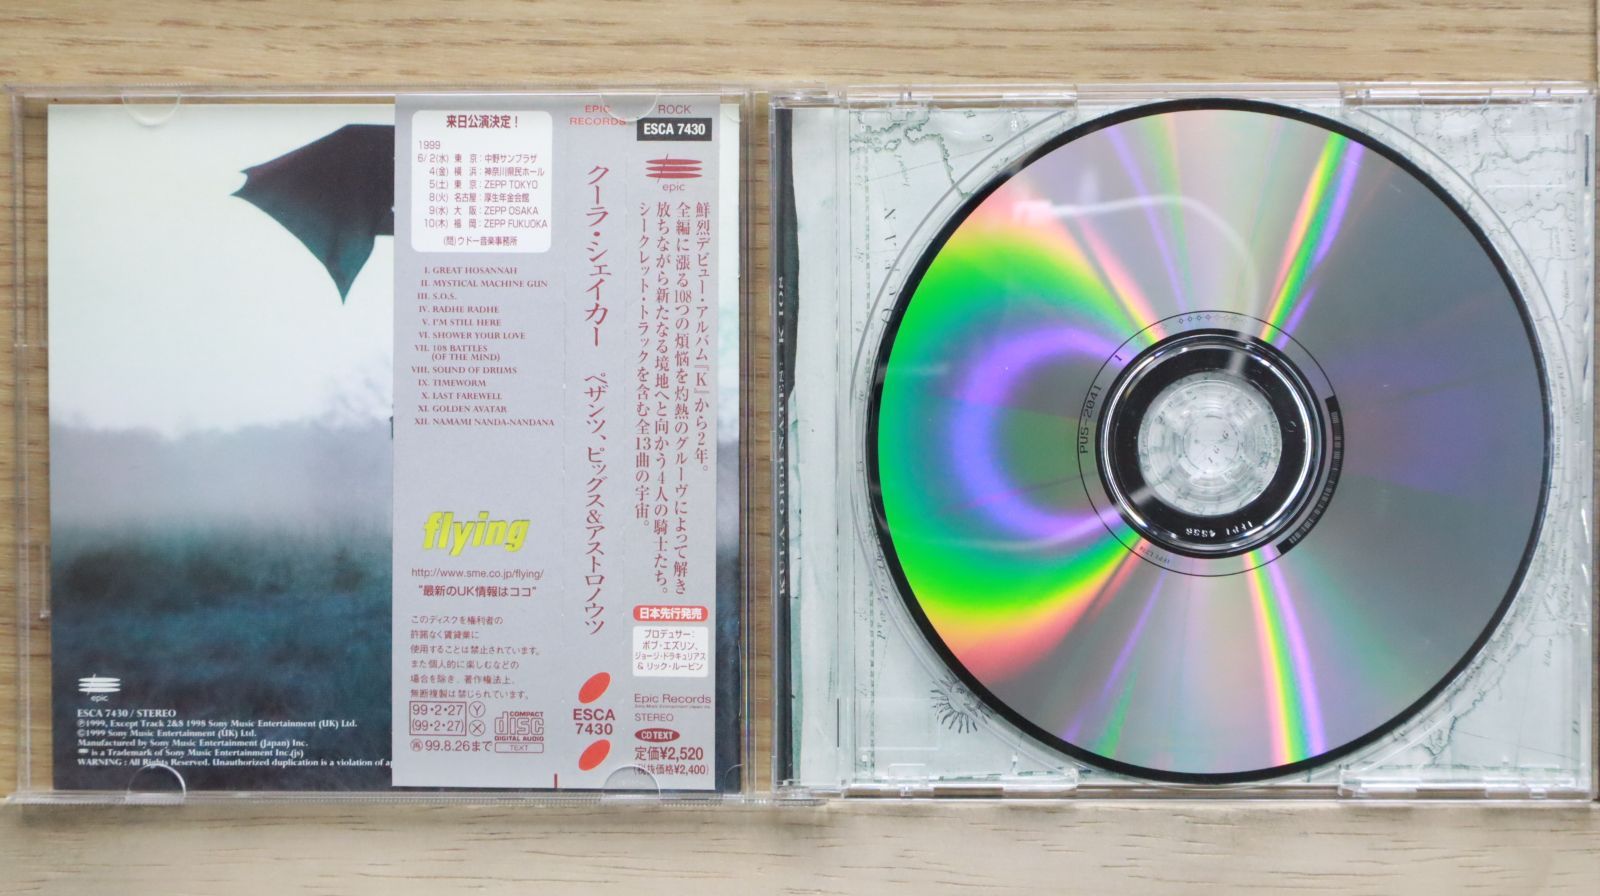 来日公演決定!
1999
6/ 2(水) 東 京:中野サンプラザ
4(金) 横 浜:神奈川県民ホール
5(土) 東 京:ZEPP TOKYO
8(火) 名古屋:厚生年金会館
9(水) 大 阪:ZEPP OSAKA
10(木) 福 岡:ZEPP FUKUOKA
(問)ウドー音楽事務所
I. GREAT HOSANNAH
II. MYSTICAL MACHINE GUN
III. S.O.S.
IV. RADHE RADHE
V. I'M STILL HERE
VI. SHOWER YOUR LOVE
VII. 108 BATTLES
(OF THE MIND)
VIII. SOUND OF DRUMS
IX. TIMEWORM
X. LAST FAREWELL
XI. GOLDEN AVATAR
XII. NAMAMI NANDA-NANDANA
flying
http://www.sme.co.jp/flying/
"最新のUK情報はココ"
このディスクを権利者の
許諾なく賃貸業に
使用することは禁止されています。
また個人的に楽しむなどの
場合を除き、著作権法上、
無断複製は禁じられています。
99・2・27 Y
(99・2・27) X
再 99.8.26まで
COMPACT
disc
DIGITAL AUDIO
TEXT
EPIC
RECORDS
クーラ・シェイカー ペザンツ、ピッグス&アストロノウツ
ESCA
7430
ROCK
ESCA 7430
epic
鮮烈デビュー・アルバム『K』から2年。
全編に漲る108つの煩悩を灼熱のグルーヴによって解き
放ちながら新たなる境地へと向かう4人の騎士たち。
シークレット・トラックを含む全13曲の宇宙。
日本先行発売
プロデューサー:
ボブ・エズリン、
ジョージ・ドラキュリアス
& リック・ルービン
Epic Records
STEREO
CD TEXT
定価¥2,520
(税抜価格¥2,400)
epic
ESCA 7430 / STEREO
℗1999, Except Track 2&8 1998 Sony Music Entertainment (UK) Ltd.
©1999 Sony Music Entertainment (UK) Ltd.
Manufactured by Sony Music Entertainment (Japan) Inc.
is a Trademark of Sony Music Entertainment Inc.(js)
WARNING : All Rights Reserved. Unauthorized duplication is a violation of ap
PUS-2041
1
IFPI 4536